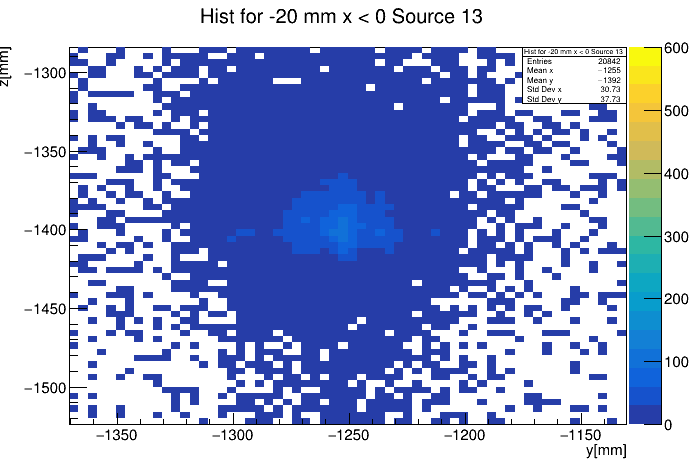 Hist for -20 mm x < 0 Source 13
z[mm]
Hist for -20 mm x < 0 Source 13
Entries 20842
Mean x −1255
Mean y −1392
Std Dev x 30.73
Std Dev y 37.73
−1300
−1350
−1400
−1450
−1500
600
500
400
300
200
100
0
−1350 −1300 −1250 −1200 −1150
y[mm]